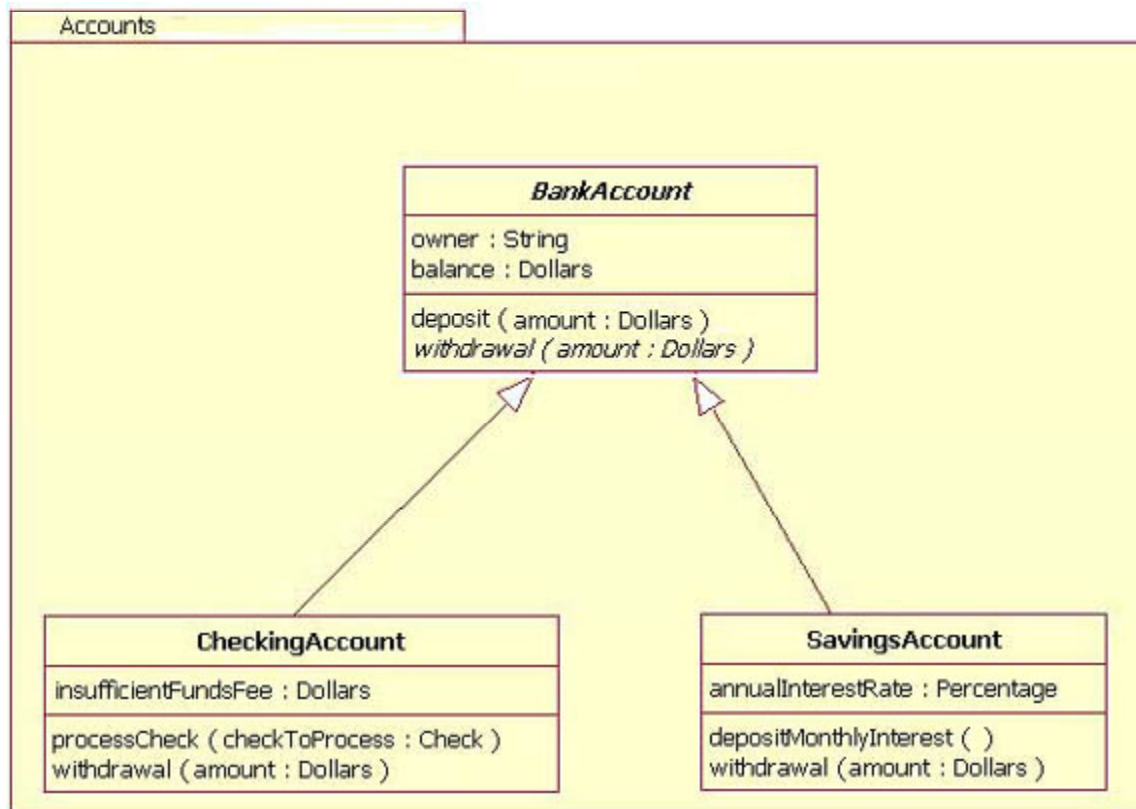 Accounts
BankAccount
owner : String
balance : Dollars
deposit ( amount : Dollars )
withdrawal ( amount : Dollars )
CheckingAccount
insufficientFundsFee : Dollars
processCheck ( checkToProcess : Check )
withdrawal ( amount : Dollars )
SavingsAccount
annualInterestRate : Percentage
depositMonthlyInterest ( )
withdrawal ( amount : Dollars )